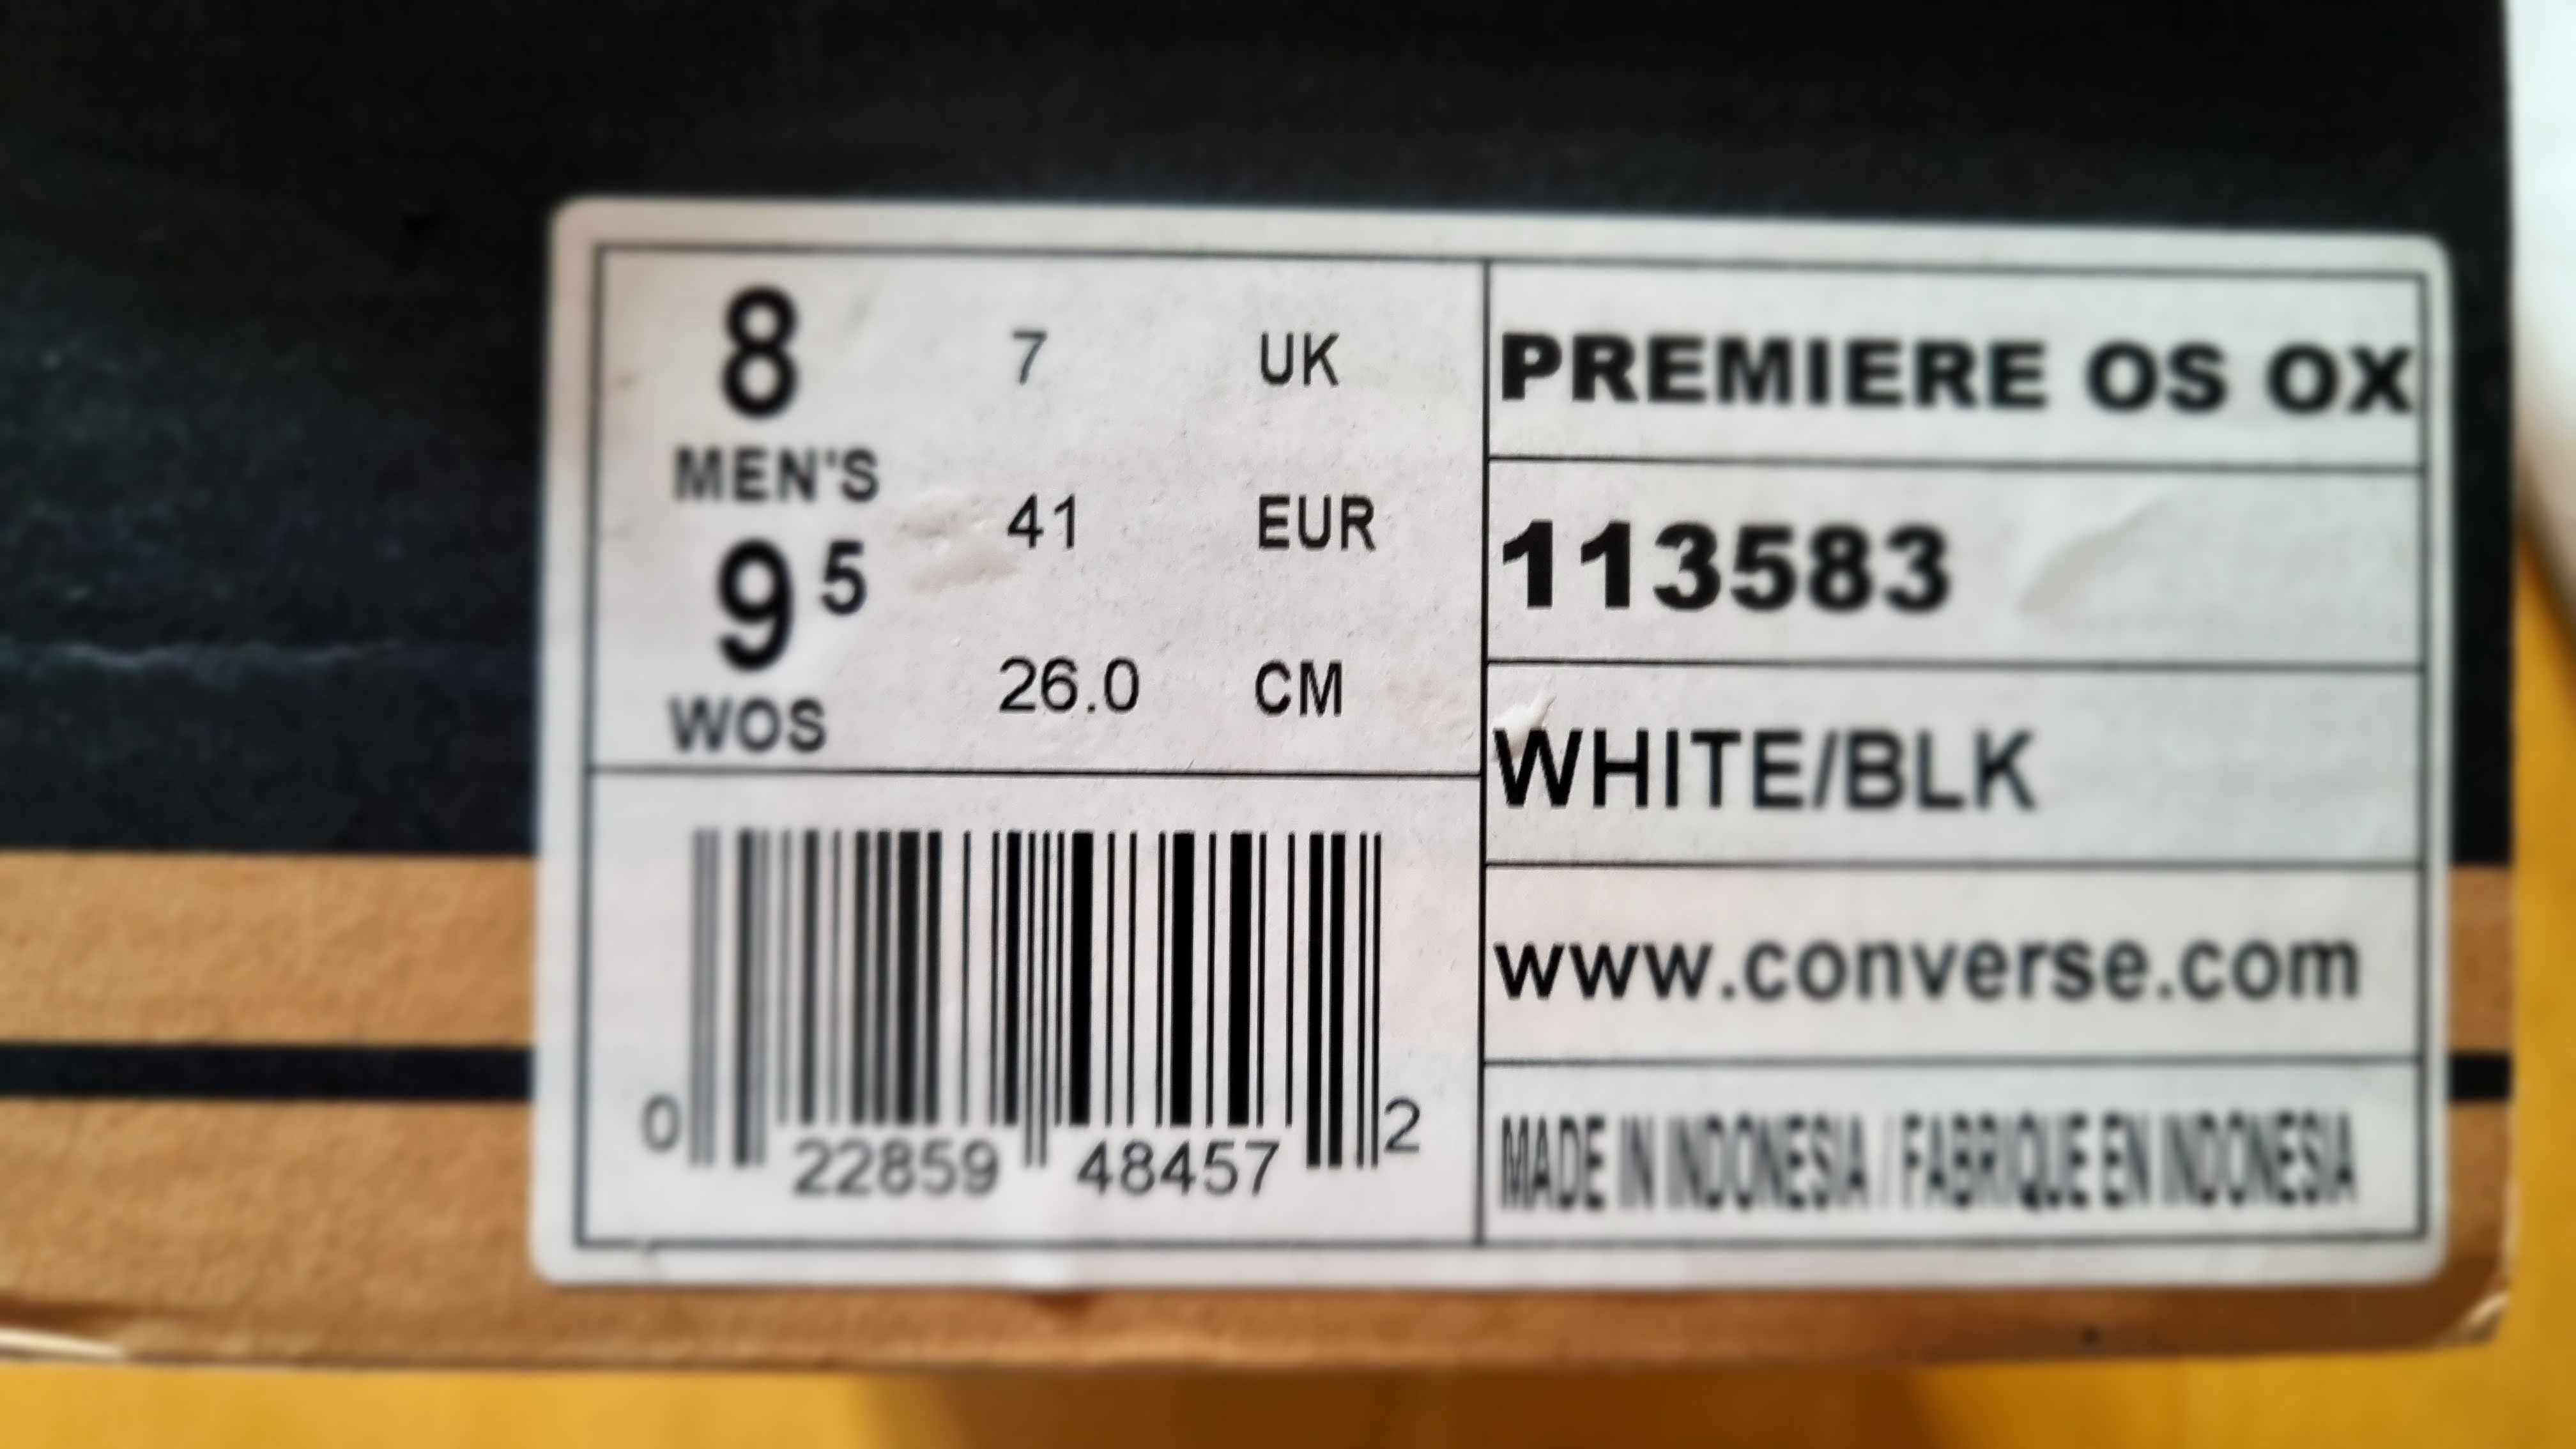 8 7 UK
MEN'S
41 EUR
9 5
26.0 CM
WOS
0 22859 48457 2
PREMIERE OS OX
113583
WHITE/BLK
www.converse.com
MADE IN INDONESIA / FABRIQUE EN INDONESIA